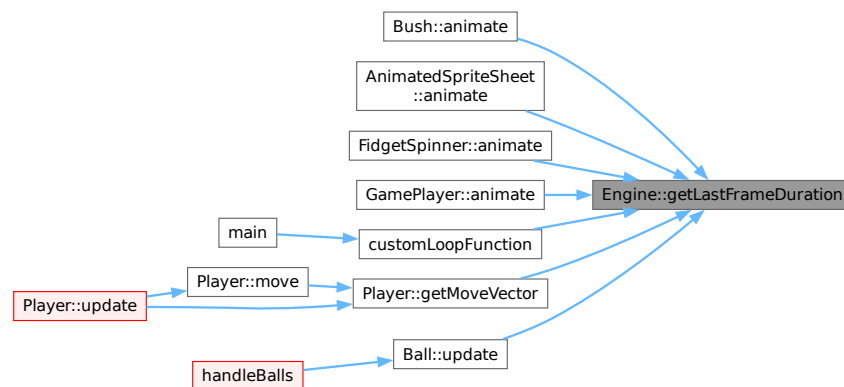 Bush::animate
AnimatedSpriteSheet
::animate
FidgetSpinner::animate
Engine::getLastFrameDuration
GamePlayer::animate
main
customLoopFunction
Player::move
Player::update
Player::getMoveVector
Ball::update
handleBalls